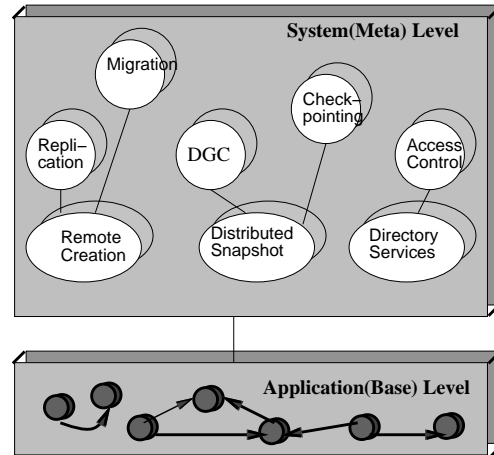 System(Meta) Level
Migration
Check–
pointing
Repli–
cation
DGC
Access
Control
Remote
Creation
Distributed
Snapshot
Directory
Services
Application(Base) Level